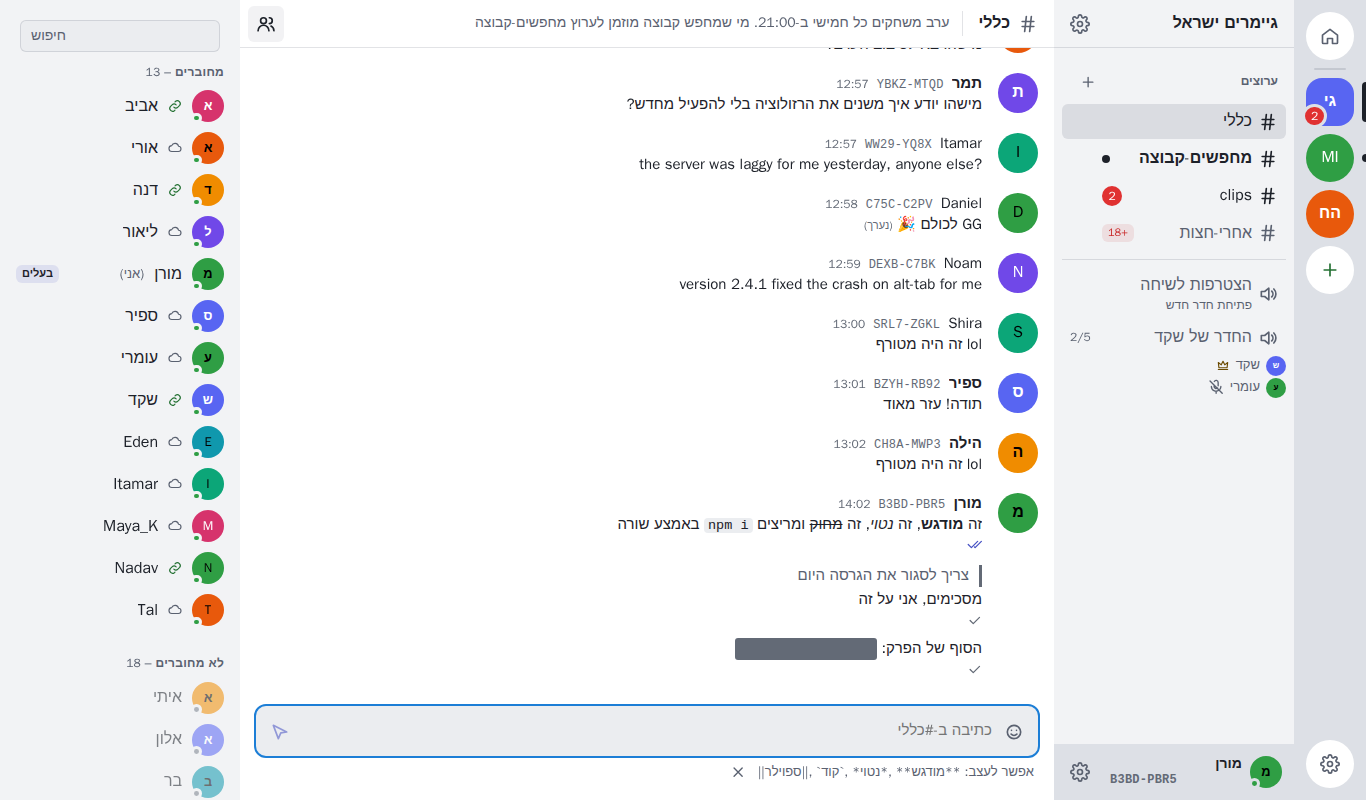 גי
2
MI
הח
גיימרים ישראל
ערוצים
כללי
מחפשים-קבוצה
clips
2
אחרי-חצות
18+
הצטרפות לשיחה
פתיחת חדר חדש
החדר של שקד
2/5
ש שקד
ע עומרי
מ מורן
B3BD-PBR5
# כללי ערב משחקים כל חמישי ב-21:00. מי שמחפש קבוצה מוזמן לערוץ מחפשים-קבוצה
ת תמר YBKZ-MTQD 12:57
מישהו יודע איך משנים את הרזולוציה בלי להפעיל מחדש?
I Itamar WW29-YQ8X 12:57
the server was laggy for me yesterday, anyone else?
D Daniel C75C-C2PV 12:58
GG לכולם 🎉 (נערך)
N Noam DEXB-C7BK 12:59
version 2.4.1 fixed the crash on alt-tab for me
S Shira SRL7-ZGKL 13:00
lol זה היה מטורף
ס ספיר BZYH-RB92 13:01
תודה! עזר מאוד
ה הילה CH8A-MWP3 13:02
lol זה היה מטורף
מ מורן B3BD-PBR5 14:02
זה מודגש, זה נטוי, זה מחוק ומריצים npm i באמצע שורה
צריך לסגור את הגרסה היום
מסכימים, אני על זה
הסוף של הפרק:
כתיבה ב-#כללי
אפשר לעצב: **מודגש**, *נטוי*, `קוד`, ||ספוילר||
חיפוש
מחוברים – 13
א אביב
א אורי
ד דנה
ל ליאור
מ מורן (אני) בעלים
ס ספיר
ע עומרי
ש שקד
E Eden
I Itamar
M Maya_K
N Nadav
T Tal
לא מחוברים – 18
א איתי
א אלון
ב בר